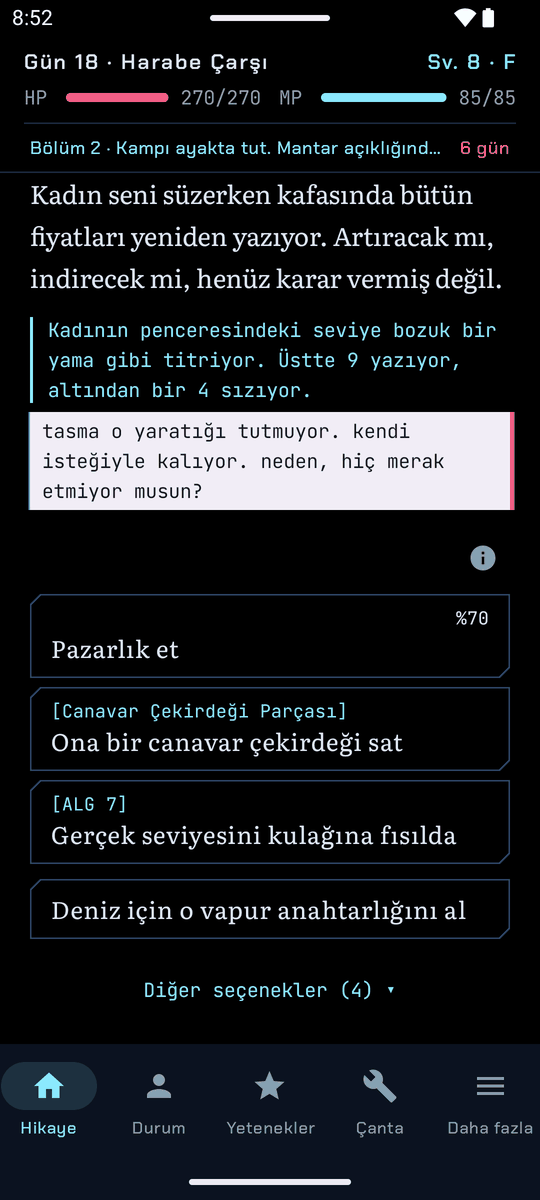 8:52
Gün 18 · Harabe Çarşı
Sv. 8 · F
HP 270/270 MP 85/85
Bölüm 2 · Kampı ayakta tut. Mantar açıklığınd... 6 gün
Kadın seni süzerken kafasında bütün
fiyatları yeniden yazıyor. Artıracak mı,
indirecek mi, henüz karar vermiş değil.
Kadının penceresindeki seviye bozuk bir
yama gibi titriyor. Üstte 9 yazıyor,
altından bir 4 sızıyor.
tasma o yaratığı tutmuyor. kendi
isteğiyle kalıyor. neden, hiç merak
etmiyor musun?
%70
Pazarlık et
[Canavar Çekirdeği Parçası]
Ona bir canavar çekirdeği sat
[ALG 7]
Gerçek seviyesini kulağına fısılda
Deniz için o vapur anahtarlığını al
Diğer seçenekler (4) ▾
Hikaye
Durum
Yetenekler
Çanta
Daha fazla